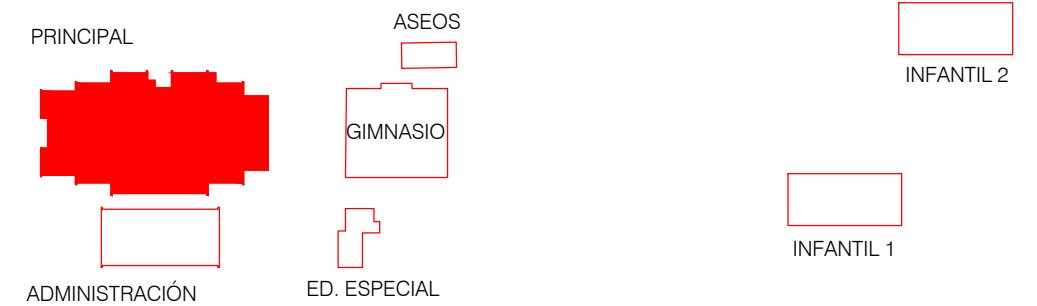 ASEOS
PRINCIPAL
INFANTIL 2
GIMNASIO
INFANTIL 1
ADMINISTRACIÓN
ED. ESPECIAL